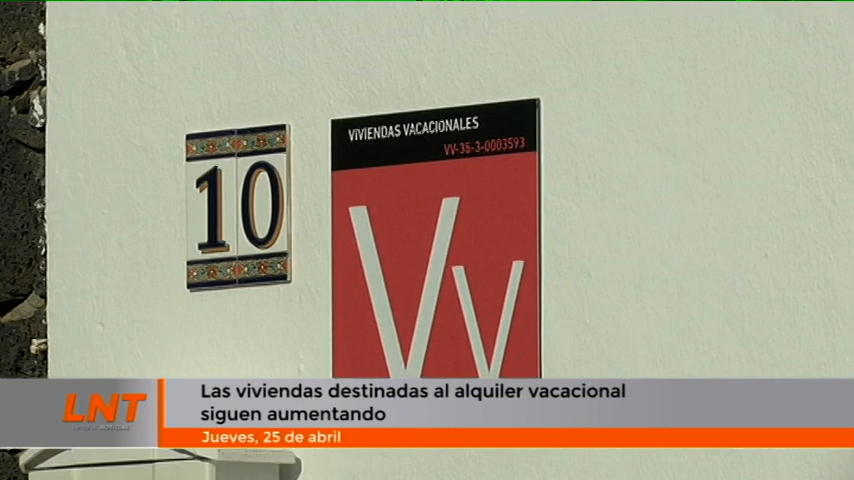 10
VIVIENDAS VACACIONALES
VV-35-3-0003593
Vv
Las viviendas destinadas al alquiler vacacional
siguen aumentando
LNT
Jueves, 25 de abril